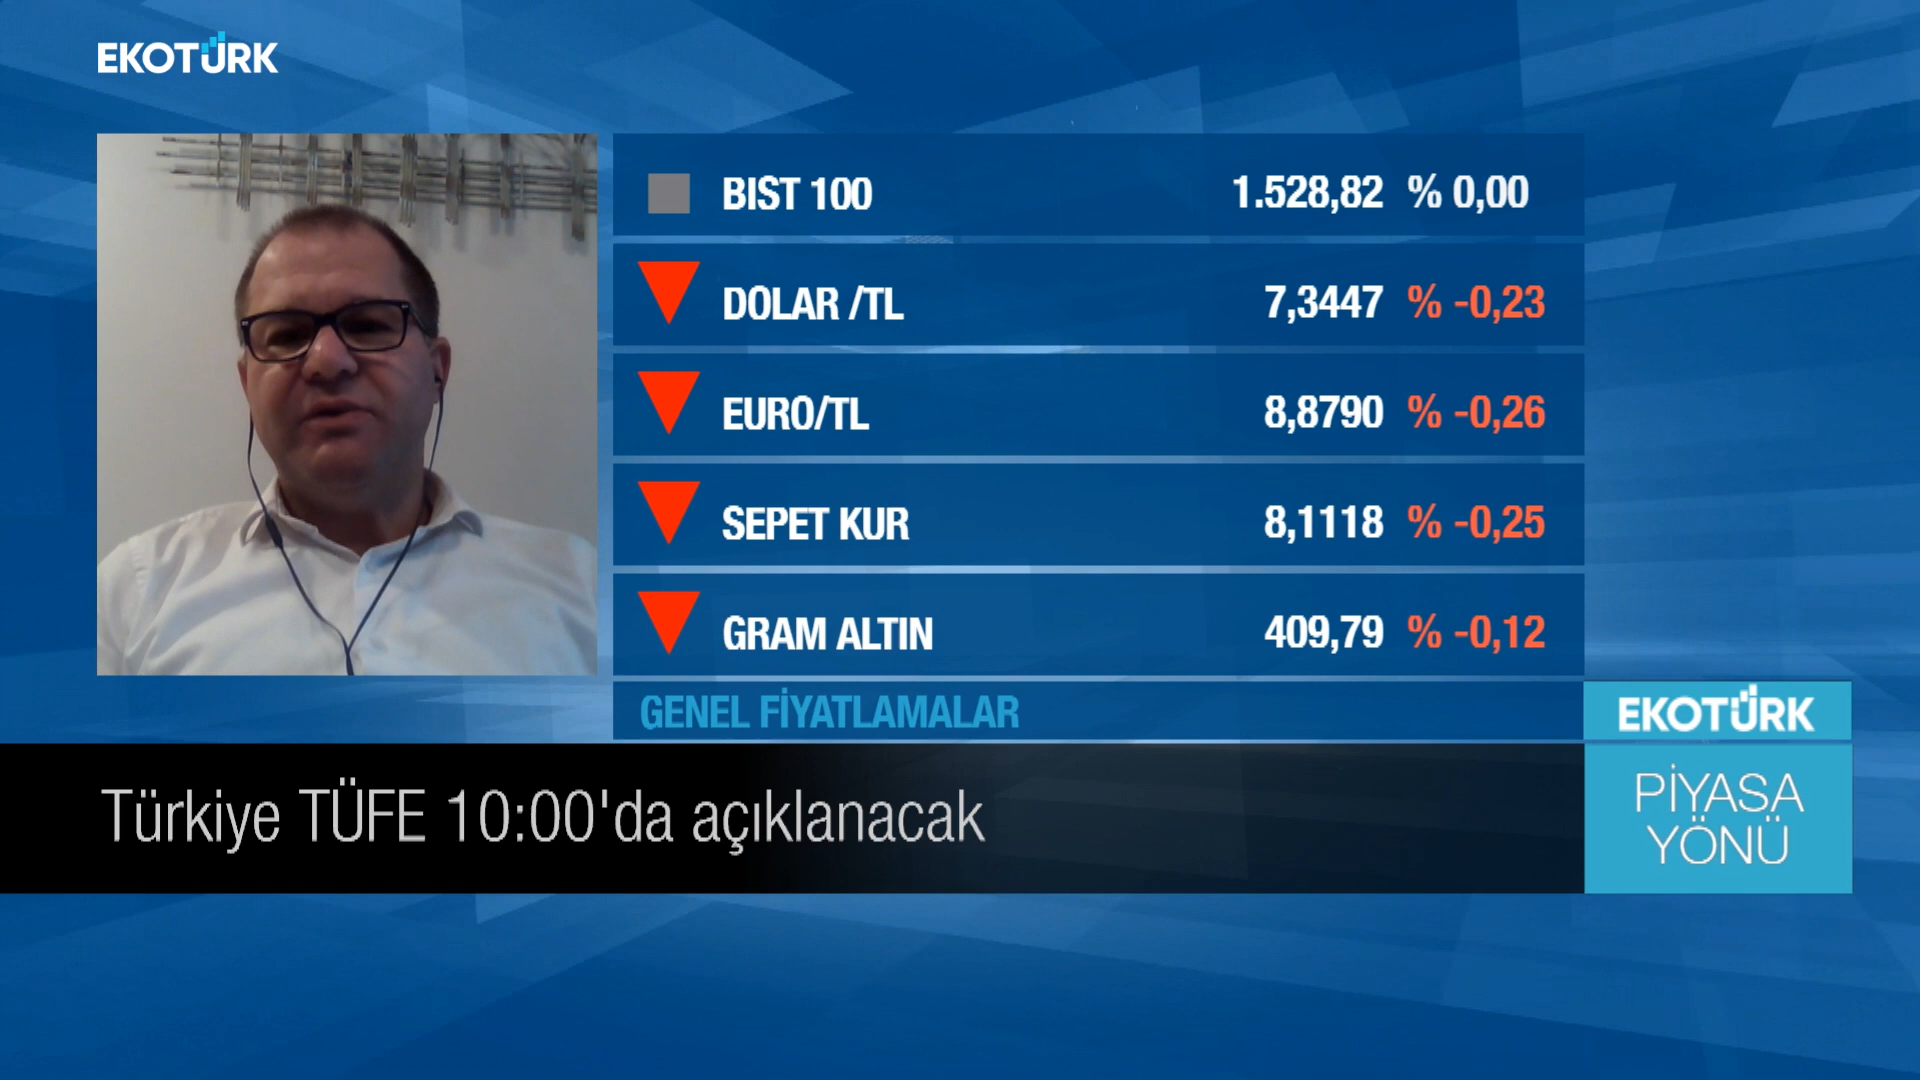 EKOTÜRK
BIST 100 1.528,82 % 0,00
DOLAR /TL 7,3447 % -0,23
EURO/TL 8,8790 % -0,26
SEPET KUR 8,1118 % -0,25
GRAM ALTIN 409,79 % -0,12
GENEL FİYATLAMALAR
EKOTÜRK
Türkiye TÜFE 10:00'da açıklanacak
PİYASA
YÖNÜ